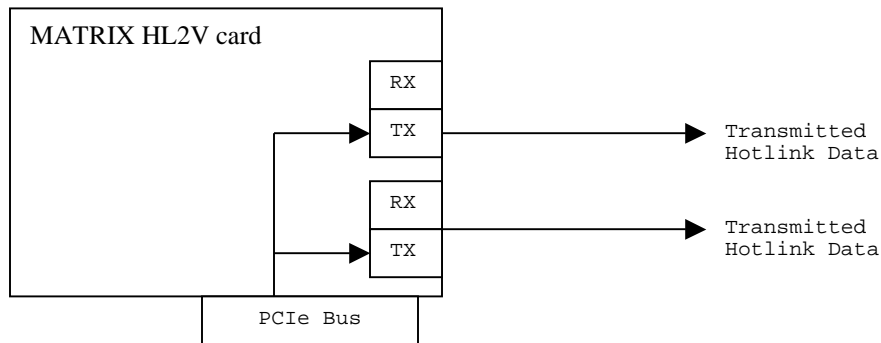 MATRIX HL2V card
RX
TX
Transmitted
Hotlink Data
RX
TX
Transmitted
Hotlink Data
PCIe Bus